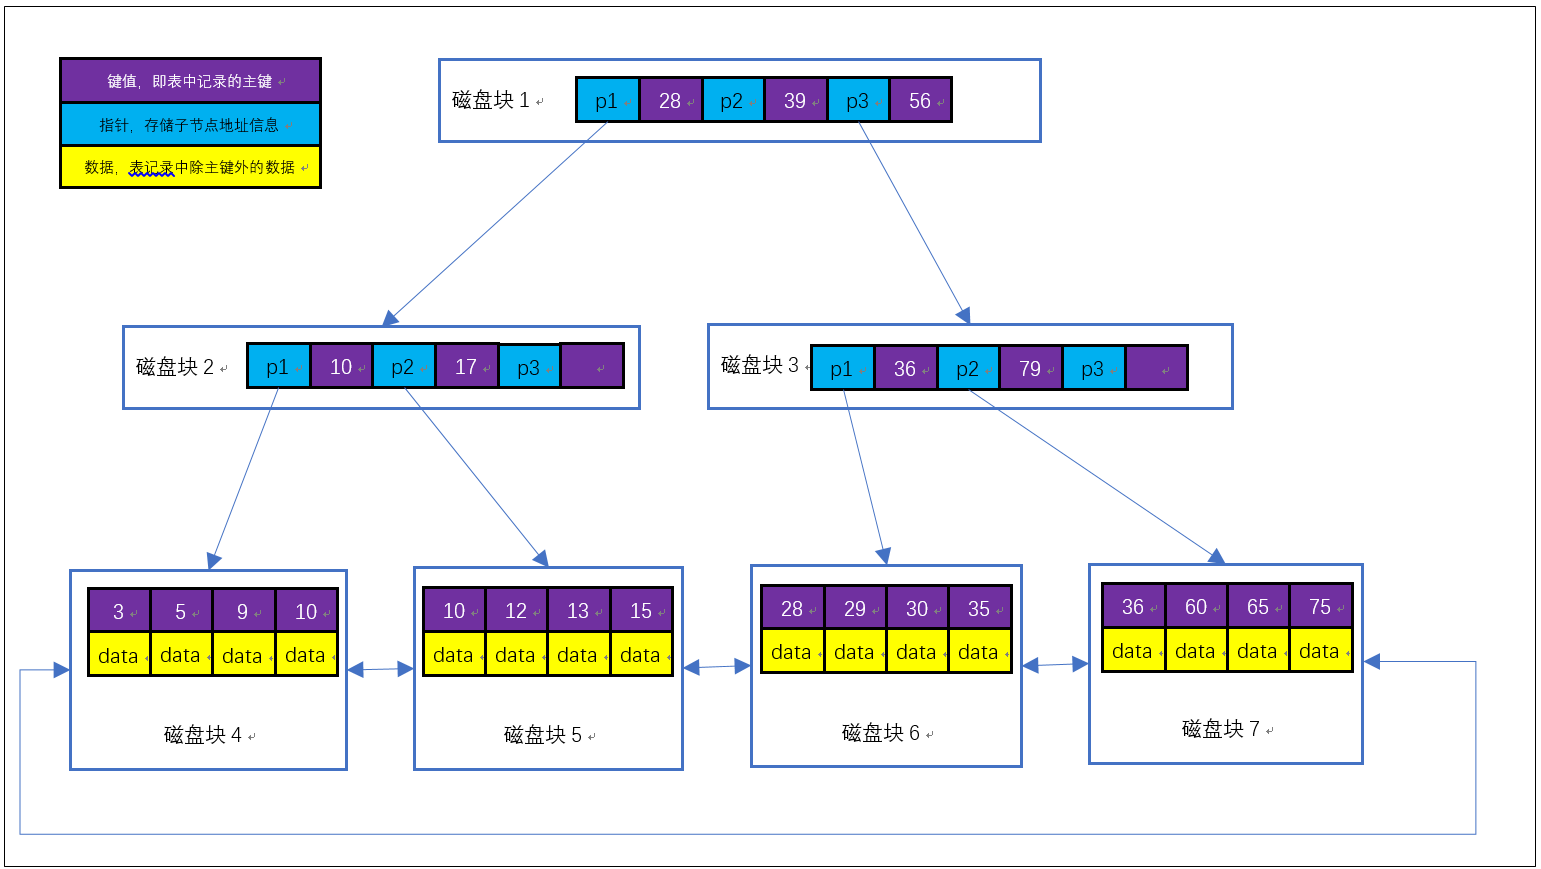 键值，即表中记录的主键
指针，存储子节点地址信息
数据，表记录中除主键外的数据
磁盘块 1 p1 28 p2 39 p3 56
磁盘块 2 p1 10 p2 17 p3
磁盘块 3 p1 36 p2 79 p3
3 5 9 10
data data data data
磁盘块 4
10 12 13 15
data data data data
磁盘块 5
28 29 30 35
data data data data
磁盘块 6
36 60 65 75
data data data data
磁盘块 7